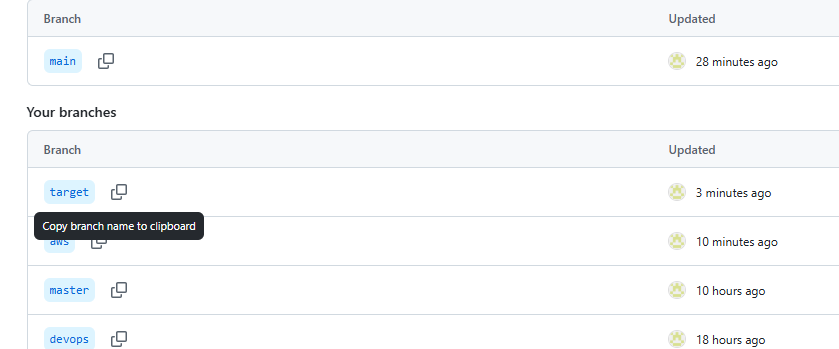 Branch Updated
main 28 minutes ago
Your branches
Branch Updated
target 3 minutes ago
Copy branch name to clipboard
aws 10 minutes ago
master 10 hours ago
devops 18 hours ago